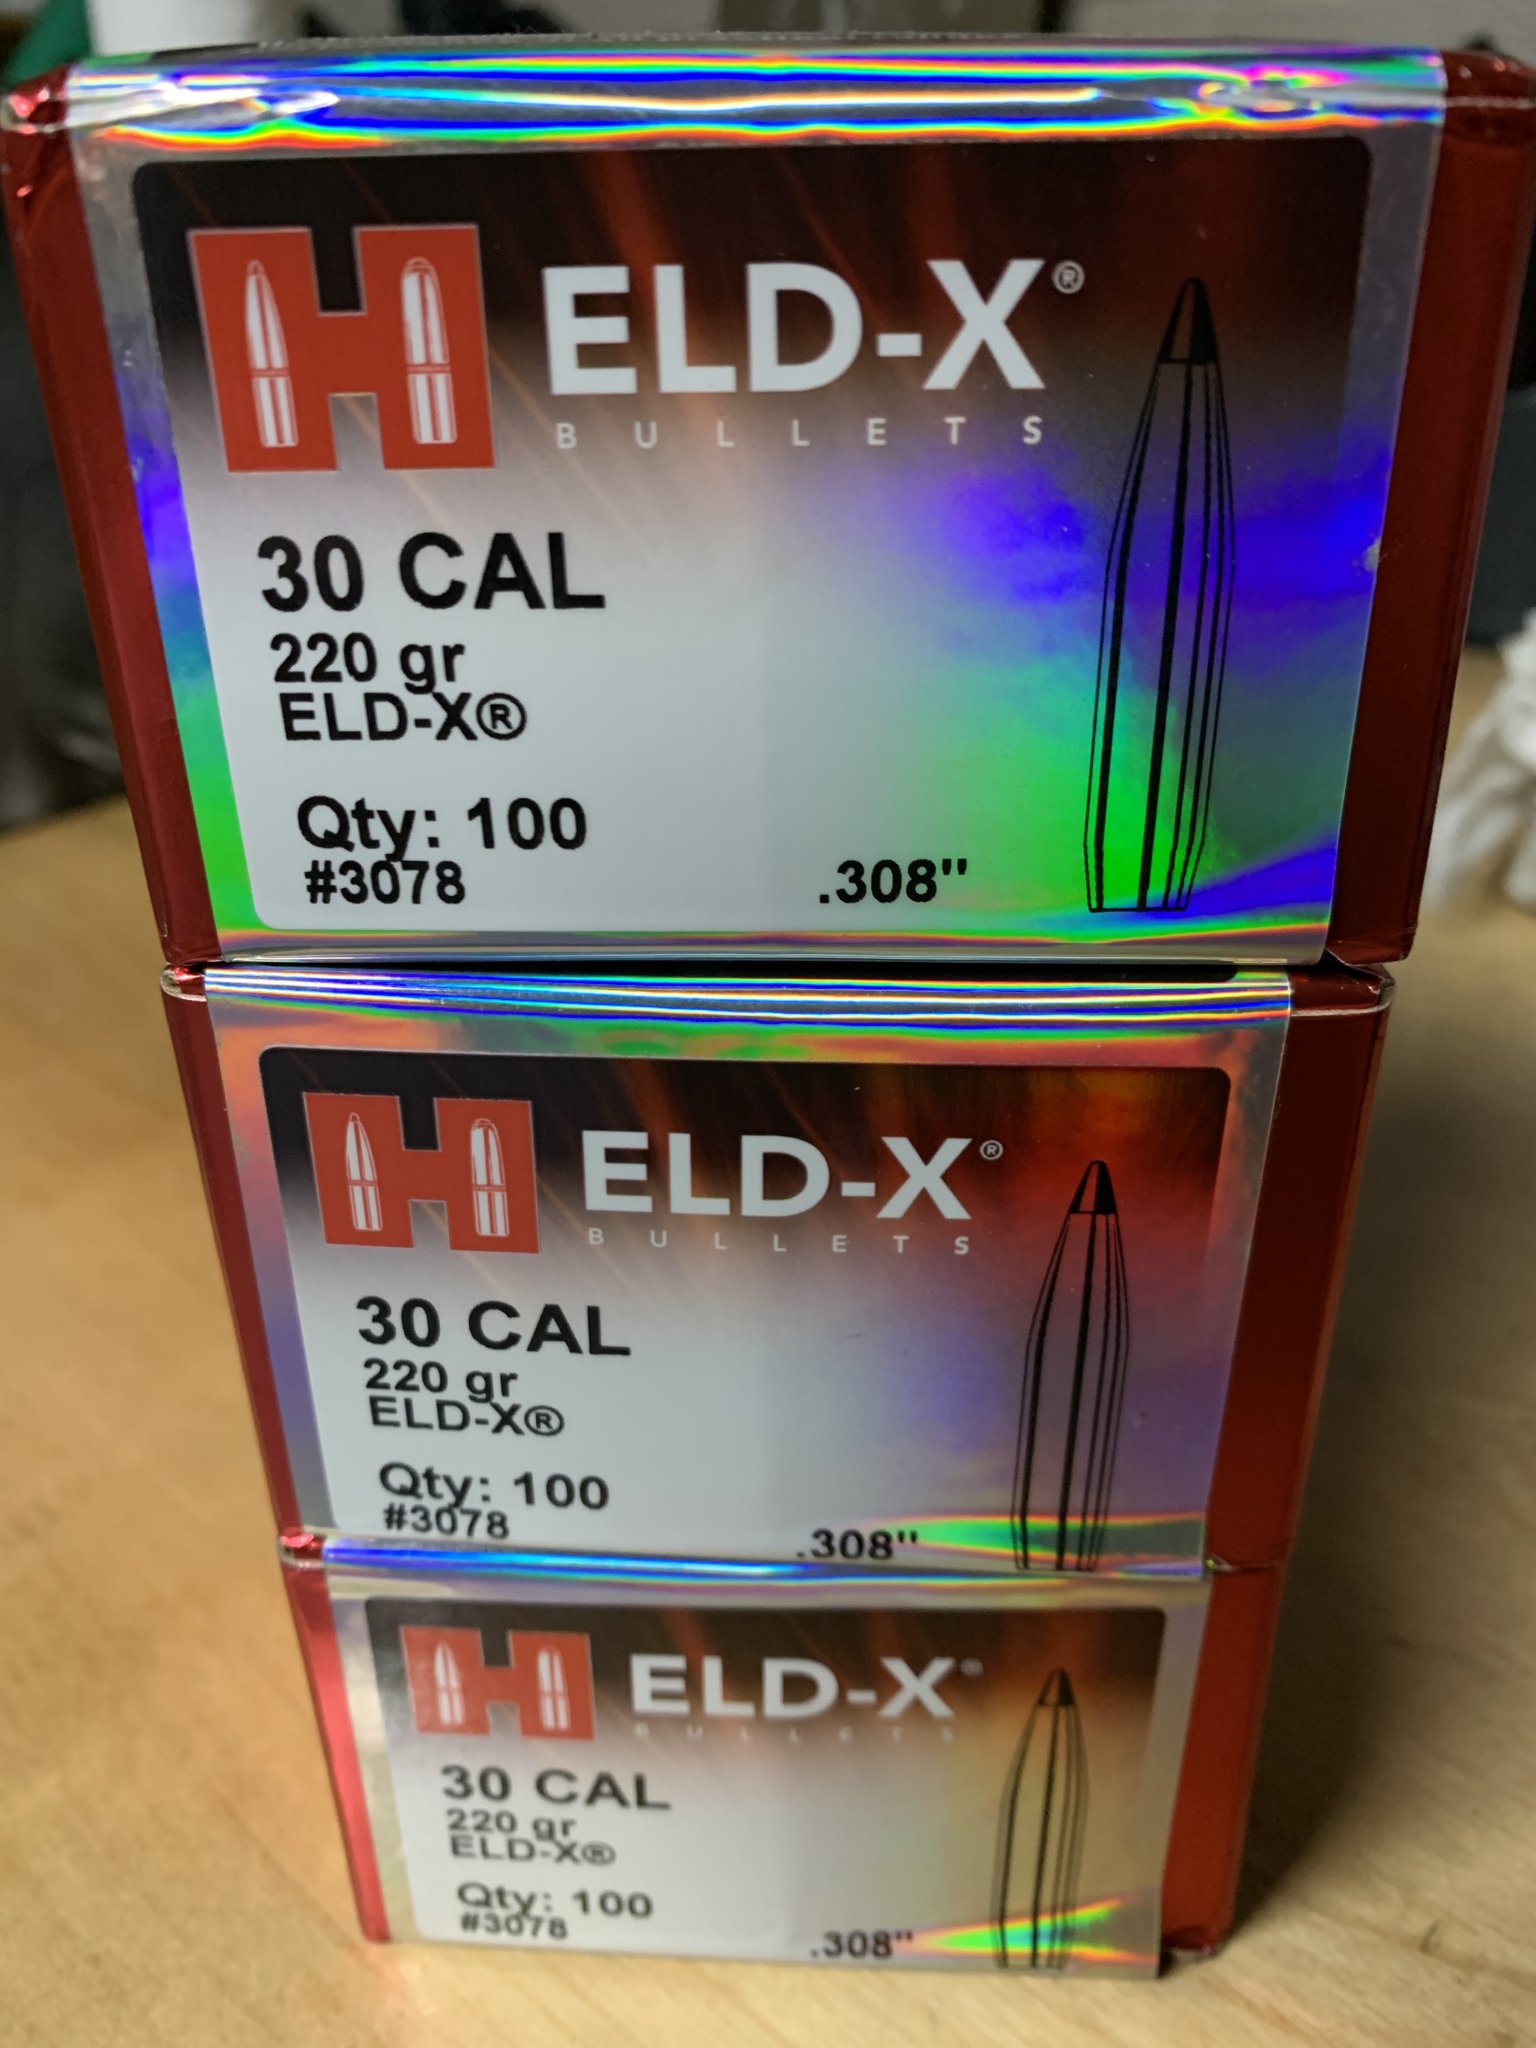 ELD-X®
BULLETS
30 CAL
220 gr
ELD-X®
Qty: 100
#3078
.308"
ELD-X®
BULLETS
30 CAL
220 gr
ELD-X®
Qty: 100
#3078
.308"
ELD-X®
BULLETS
30 CAL
220 gr
ELD-X®
Qty: 100
#3078
.308"